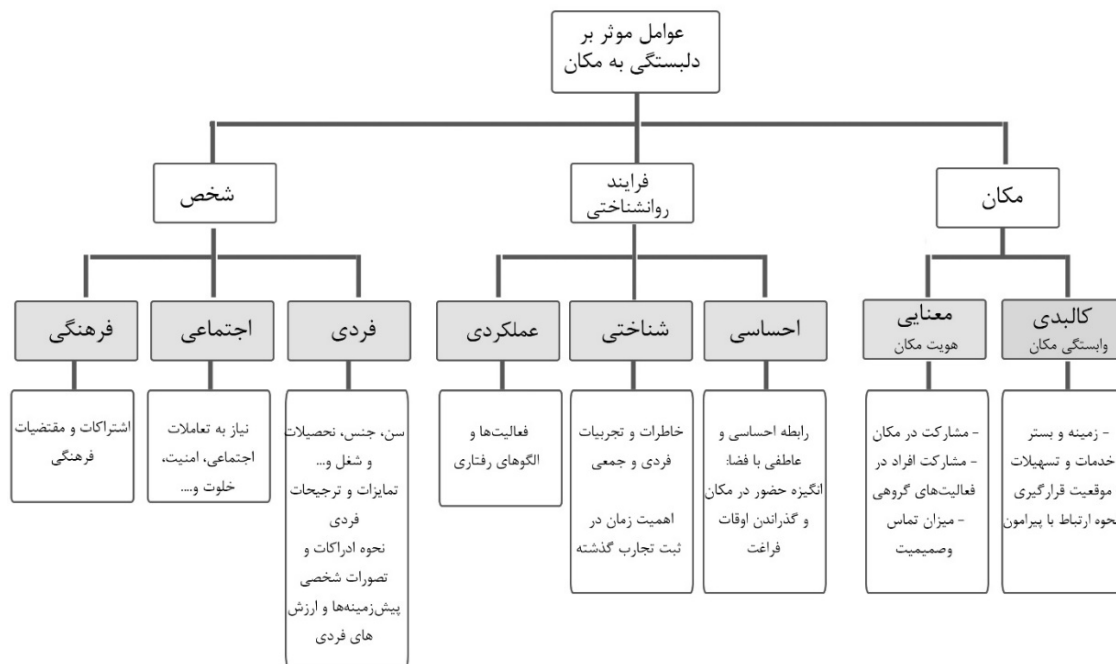 عوامل موثر بر
دلبستگی به مکان
مکان
فرایند
روانشناختی
شخص
کالبدی
وابستگی مکان
معنایی
هویت مکان
احساسی
شناختی
عملکردی
فردی
اجتماعی
فرهنگی
- زمینه و بستر
خدمات و تسهیلات
موقعیت قرارگیری
نحوه ارتباط با پیرامون
- مشارکت در مکان
- مشارکت افراد در
فعالیت‌های گروهی
- میزان تماس
وصمیمیت
رابطه احساسی و
عاطفی با فضا:
انگیزه حضور در مکان
و گذراندن اوقات
فراغت
خاطرات و تجربیات
فردی و جمعی
اهمیت زمان در
ثبت تجارب گذشته
فعالیت‌ها و
الگوهای رفتاری
سن، جنس، تحصیلات
و شغل و...
تمایزات و ترجیحات
فردی
نحوه ادراکات و
تصورات شخصی
پیش‌زمینه‌ها و ارزش
های فردی
نیاز به تعاملات
اجتماعی، امنیت،
خلوت و....
اشتراکات و مقتضیات
فرهنگی